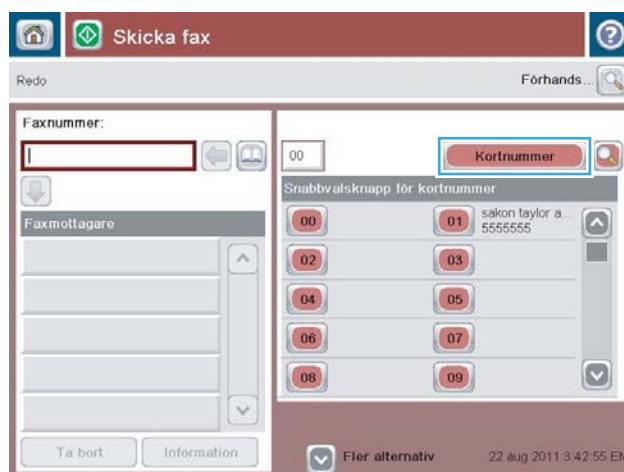 Skicka fax
Redo
Förhands...
Faxnummer:
00
Kortnummer
Snabbvalsknapp för kortnummer
Faxmottagare
00
01
sakon taylor a...
5555555
02
03
04
05
06
07
08
09
Ta bort
Information
Fler alternativ
22 aug 2011 3:42:55 EM